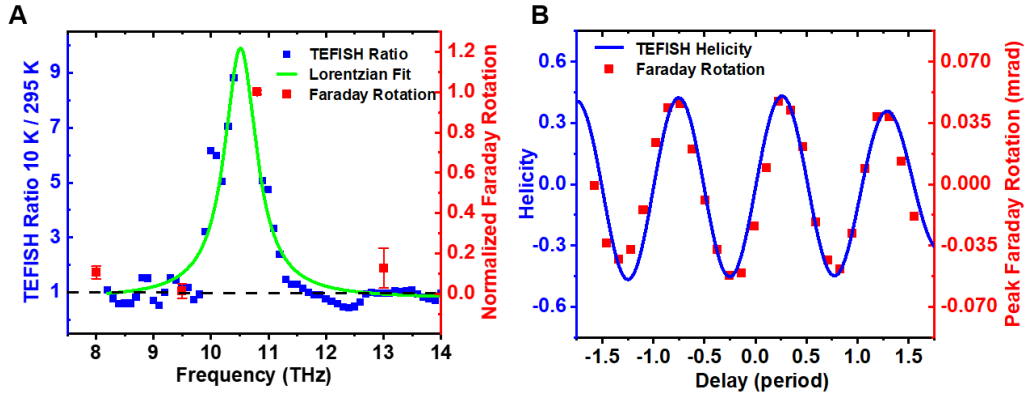 A
TEFISH Ratio
Lorentzian Fit
Faraday Rotation
TEFISH Ratio 10 K / 295 K
9
7
5
3
1
1.2
1.0
0.8
0.6
0.4
0.2
0.0
Normalized Faraday Rotation
8 9 10 11 12 13 14
Frequency (THz)
B
TEFISH Helicity
Faraday Rotation
Helicity
0.6
0.3
0.0
-0.3
-0.6
0.070
0.035
0.000
-0.035
-0.070
Peak Faraday Rotation (mrad)
-1.5 -1.0 -0.5 0.0 0.5 1.0 1.5
Delay (period)